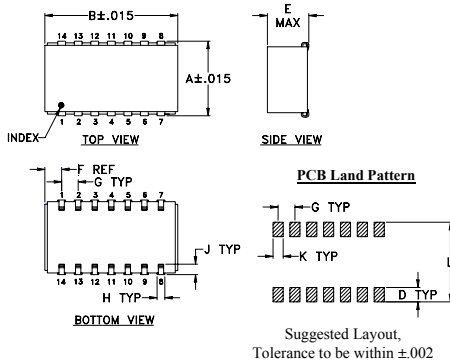 B±.015
E
MAX
14 13 12 11 10 9 8
A±.015
INDEX
1 2 3 4 5 6 7
TOP VIEW
SIDE VIEW
F REF
G TYP
PCB Land Pattern
1 2 3 4 5 6 7
G TYP
J TYP
K TYP
L
14 13 12 11 10 9 8
D TYP
H TYP
BOTTOM VIEW
Suggested Layout,
Tolerance to be within ±.002